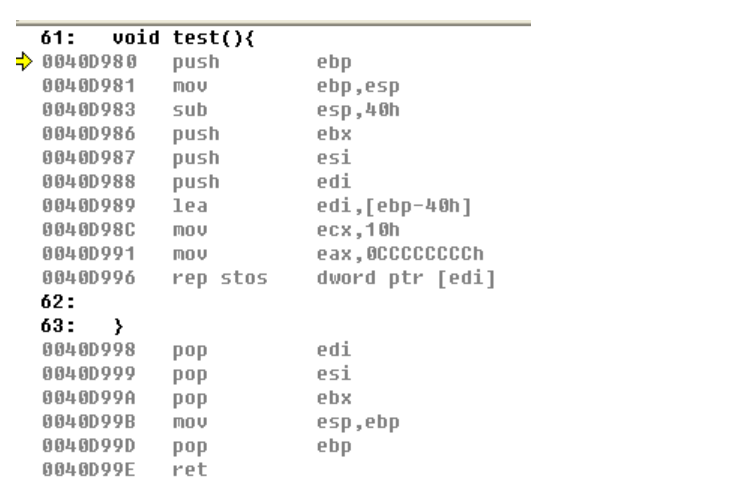 61: void test(){
0040D980 push ebp
0040D981 mov ebp,esp
0040D983 sub esp,40h
0040D986 push ebx
0040D987 push esi
0040D988 push edi
0040D989 lea edi,[ebp-40h]
0040D98C mov ecx,10h
0040D991 mov eax,0CCCCCCCCh
0040D996 rep stos dword ptr [edi]
62:
63: }
0040D998 pop edi
0040D999 pop esi
0040D99A pop ebx
0040D99B mov esp,ebp
0040D99D pop ebp
0040D99E ret